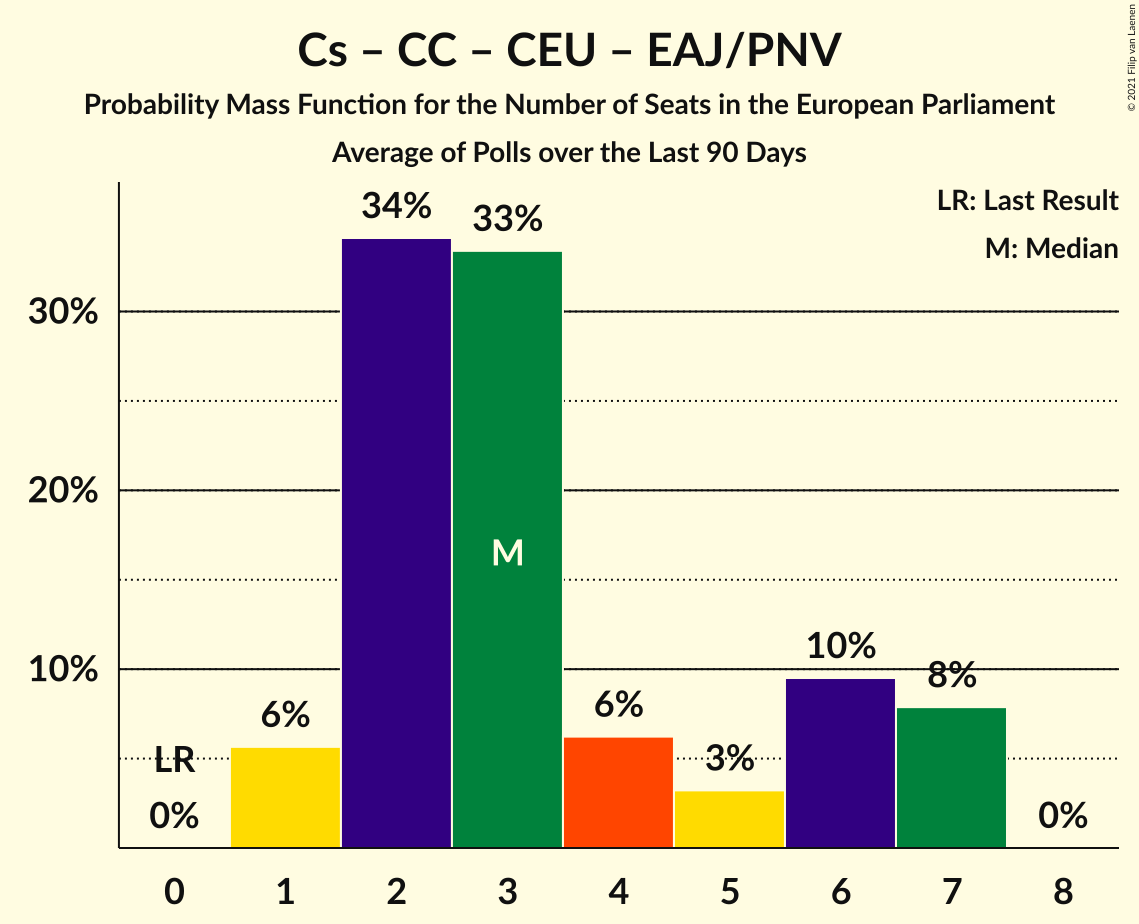 Cs – CC – CEU – EAJ/PNV
Probability Mass Function for the Number of Seats in the European Parliament
Average of Polls over the Last 90 Days
© 2021 Filip van Laenen
LR: Last Result
M: Median
34%
33%
30%
20%
M
10%
10%
8%
6%
6%
LR
3%
0%
0%
0 1 2 3 4 5 6 7 8